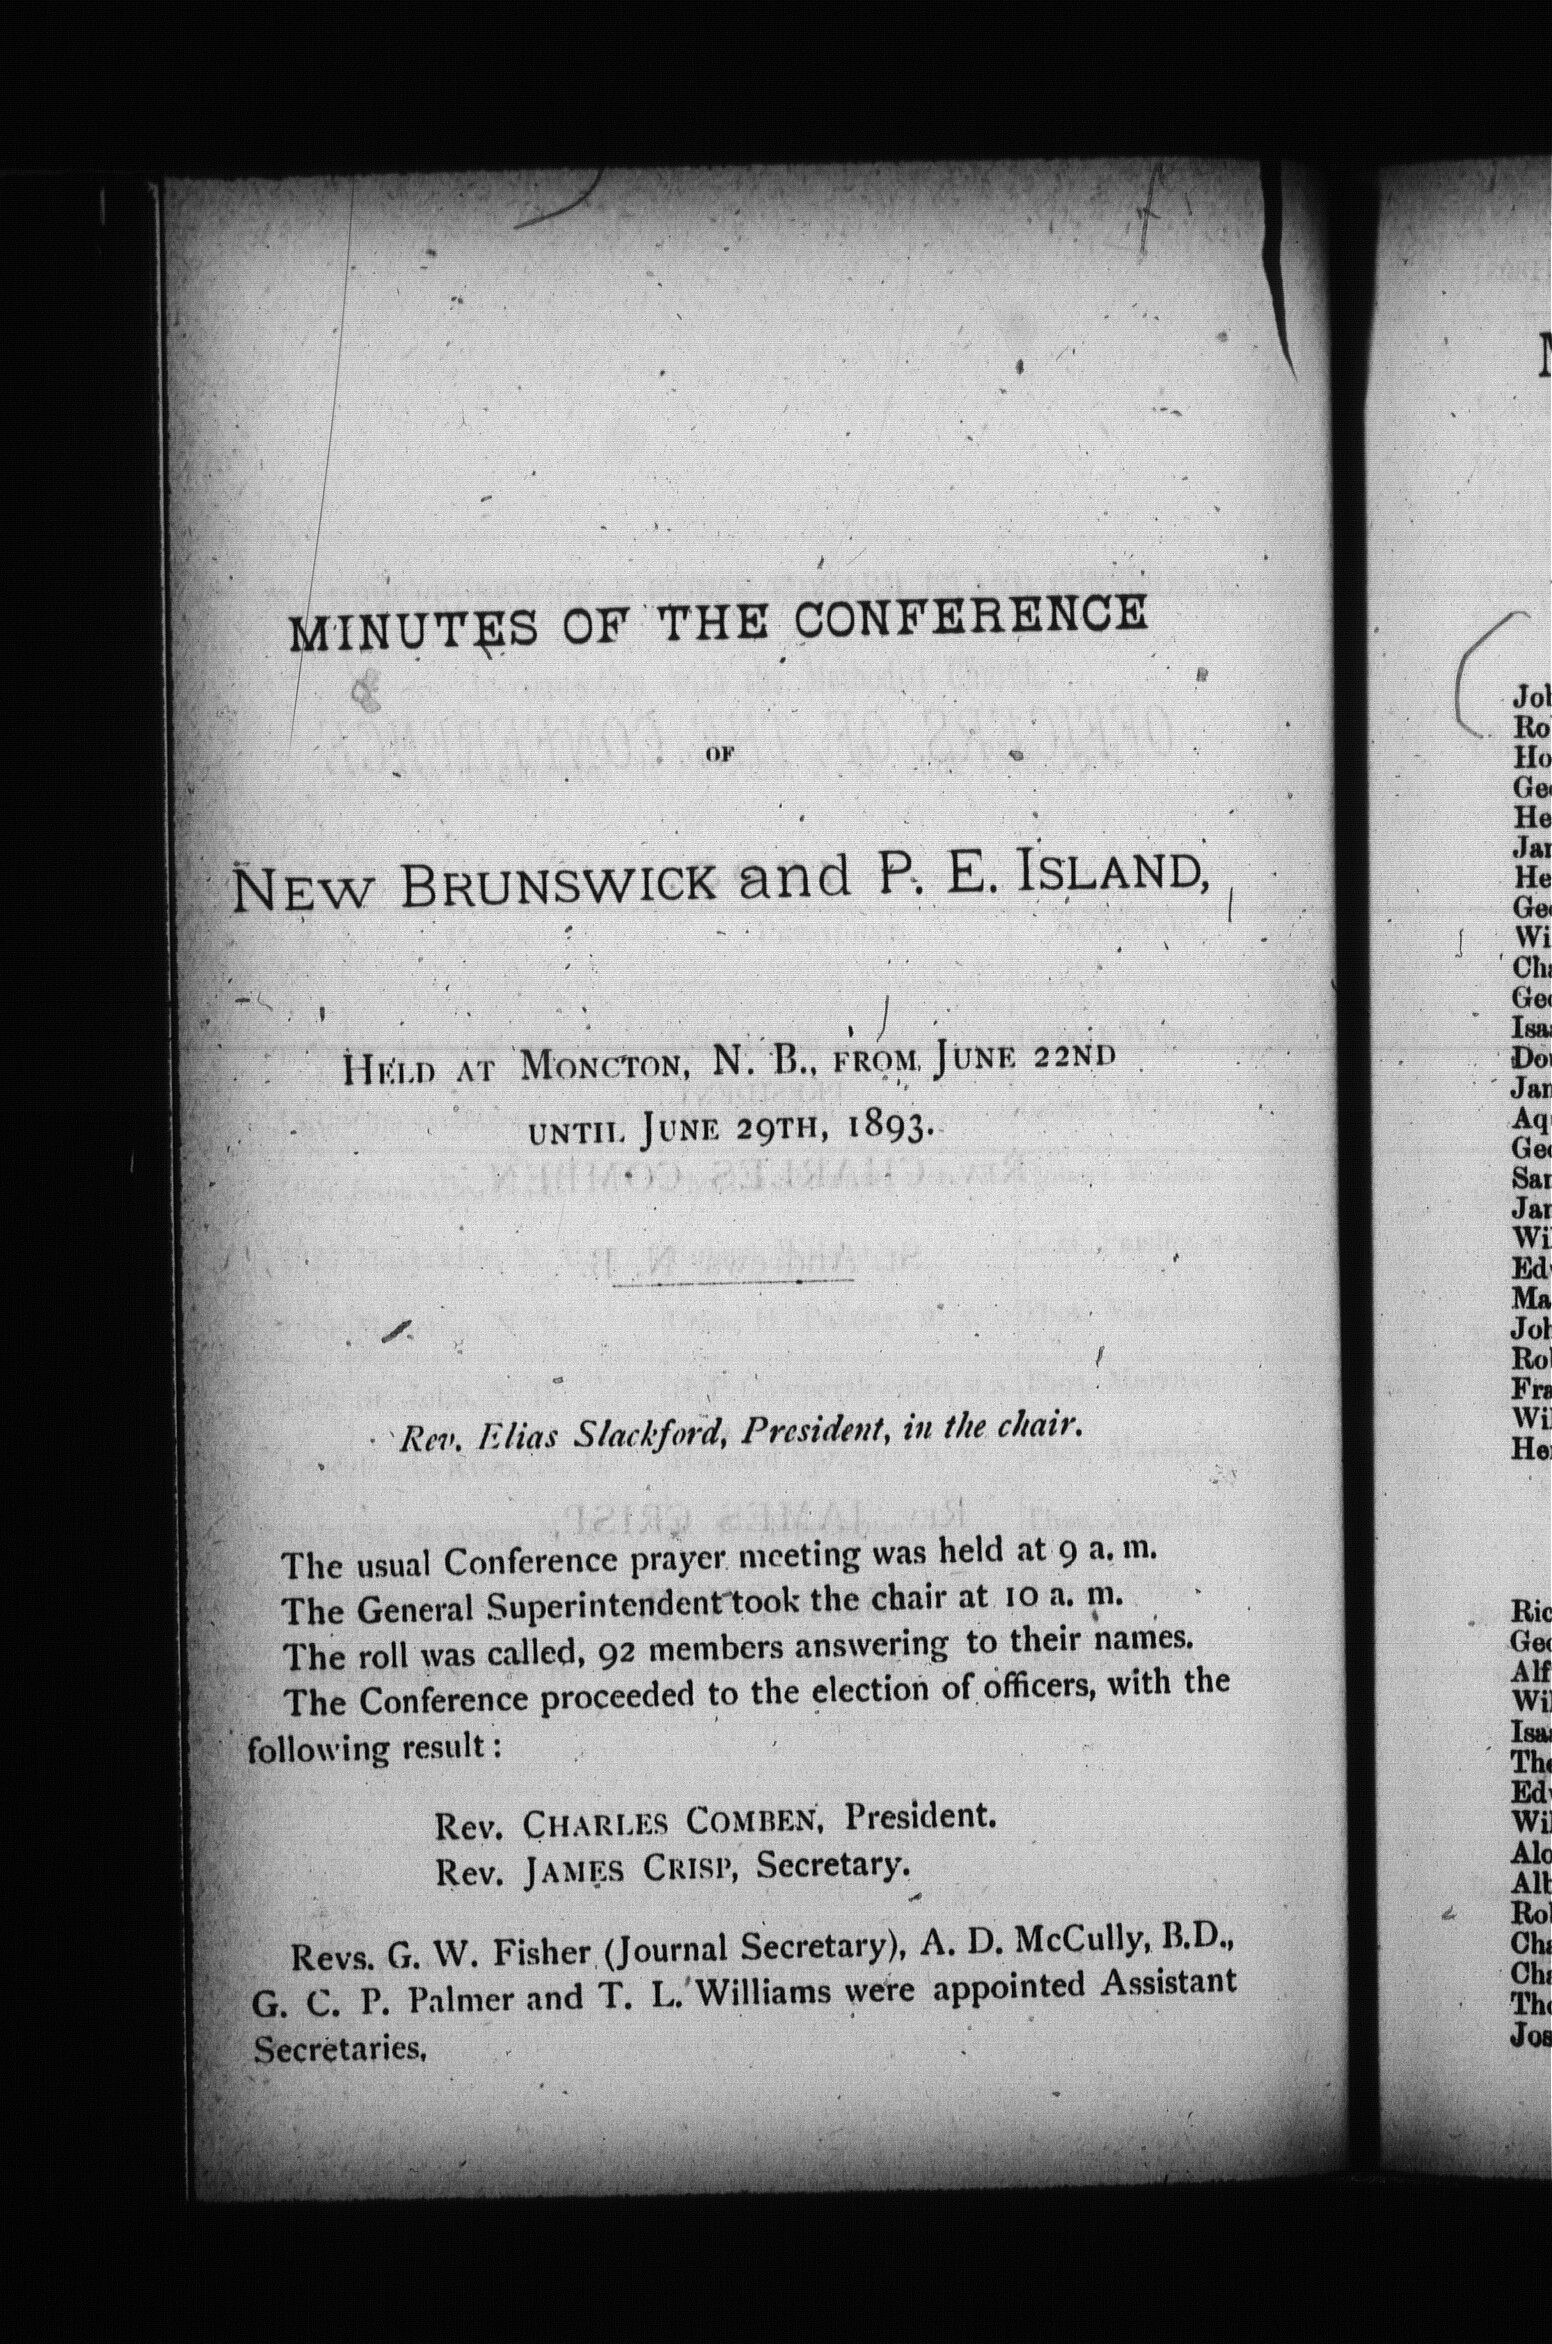 MINUTES OF THE CONFERENCE
OF
NEW BRUNSWICK and P. E. ISLAND,
HELD AT MONCTON, N. B., FROM JUNE 22ND
UNTIL JUNE 29TH, 1893.
Rev. Elias Slackford, President, in the chair.
The usual Conference prayer meeting was held at 9 a. m.
The General Superintendent took the chair at 10 a. m.
The roll was called, 92 members answering to their names.
The Conference proceeded to the election of officers, with the
following result:
Rev. CHARLES COMBEN, President.
Rev. JAMES CRISP, Secretary.
Revs. G. W. Fisher (Journal Secretary), A. D. McCully, B.D.,
G. C. P. Palmer and T. L. Williams were appointed Assistant
Secretaries.